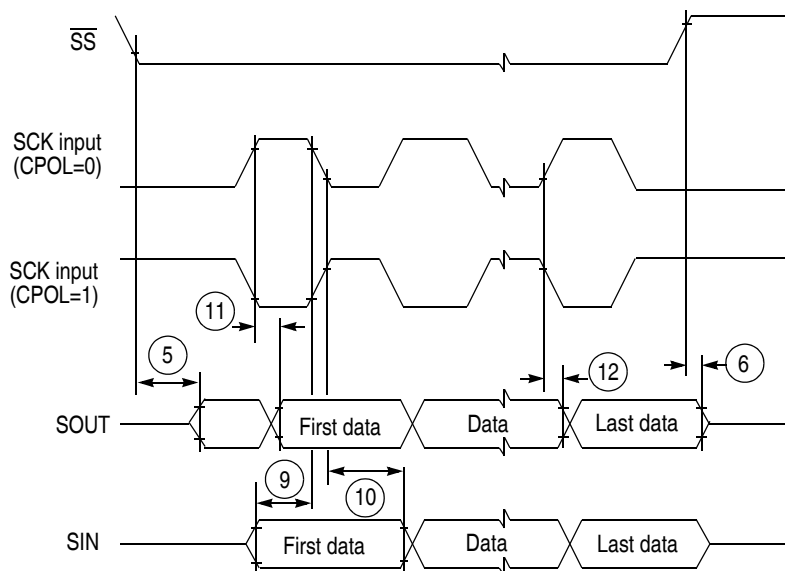 SS
SCK input
(CPOL=0)
SCK input
(CPOL=1)
11
5
12
6
SOUT
First data
Data
Last data
9
10
SIN
First data
Data
Last data